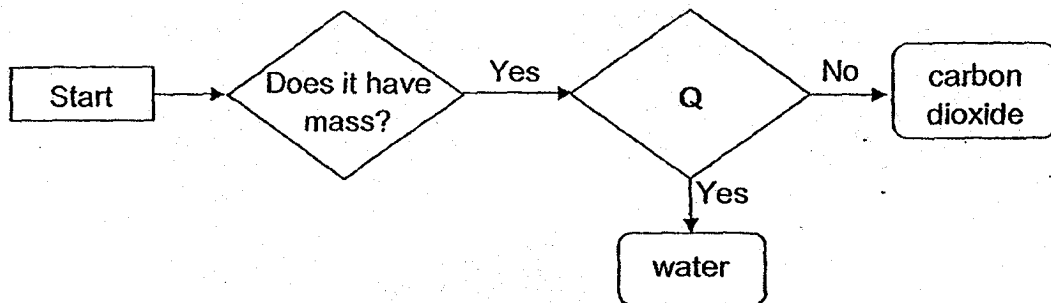 Start
Does it have
mass?
Yes
Q
No
carbon
dioxide
Yes
water